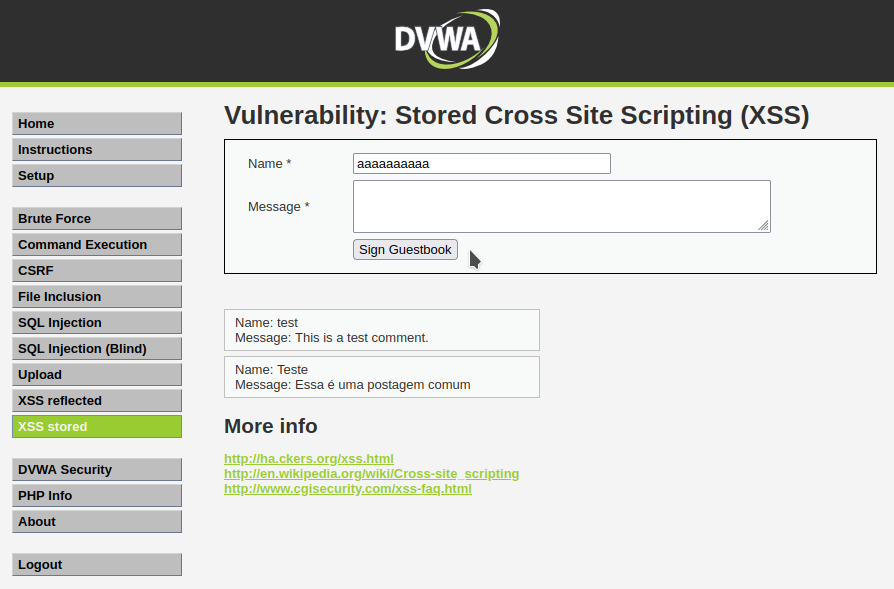 DVWA
Home
Instructions
Setup
Brute Force
Command Execution
CSRF
File Inclusion
SQL Injection
SQL Injection (Blind)
Upload
XSS reflected
XSS stored
DVWA Security
PHP Info
About
Logout
Vulnerability: Stored Cross Site Scripting (XSS)
Name * aaaaaaaaaa
Message *
Sign Guestbook
Name: test
Message: This is a test comment.
Name: Teste
Message: Essa é uma postagem comum
More info
http://ha.ckers.org/xss.html
http://en.wikipedia.org/wiki/Cross-site_scripting
http://www.cgisecurity.com/xss-faq.html